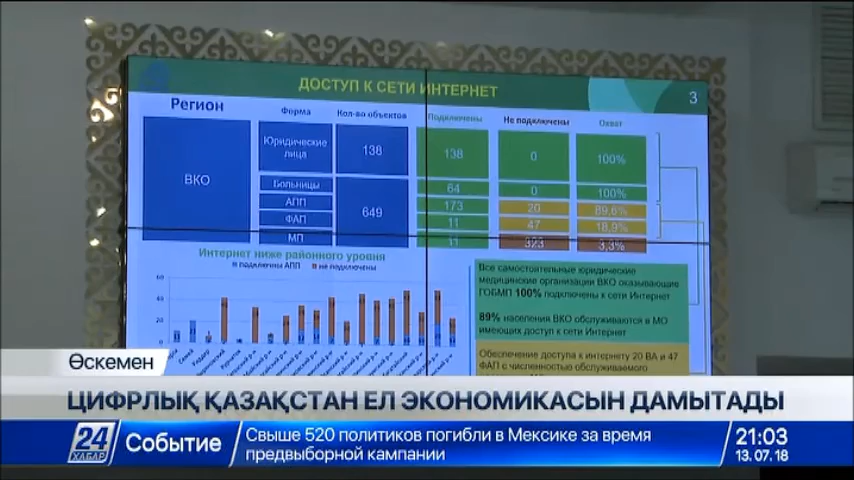 ДОСТУП К СЕТИ ИНТЕРНЕТ
3
Регион Форма Кол-во объектов Подключены Не подключены Охват
ВКО
Юридические лица 138 138 0 100%
Больницы 64 0 100%
АПП 649 173 20 89,6%
ФАП 11 47 18,9%
МП 11 323 3,3%
Интернет ниже районного уровня
подключены АПП не подключены
Все самостоятельные юридические
медицинские организации ВКО оказывающие
ГОБМП 100% подключены к сети Интернет
89% населения ВКО обслуживаются в МО
имеющих доступ к сети Интернет
Обеспечение доступа к интернету 20 ВА и 47
ФАП с численностью обслуживаемого
Өскемен
ЦИФРЛЫҚ ҚАЗАҚСТАН ЕЛ ЭКОНОМИКАСЫН ДАМЫТАДЫ
24 ХАБАР
Событие
Свыше 520 политиков погибли в Мексике за время
предвыборной кампании
21:03
13.07.18